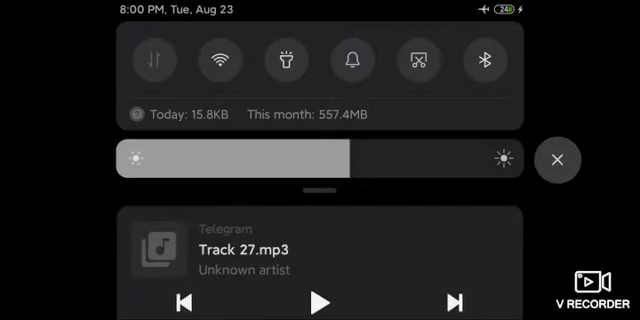 8:00 PM, Tue, Aug 23
24
Today: 15.8KB This month: 557.4MB
Telegram
Track 27.mp3
Unknown artist
V RECORDER